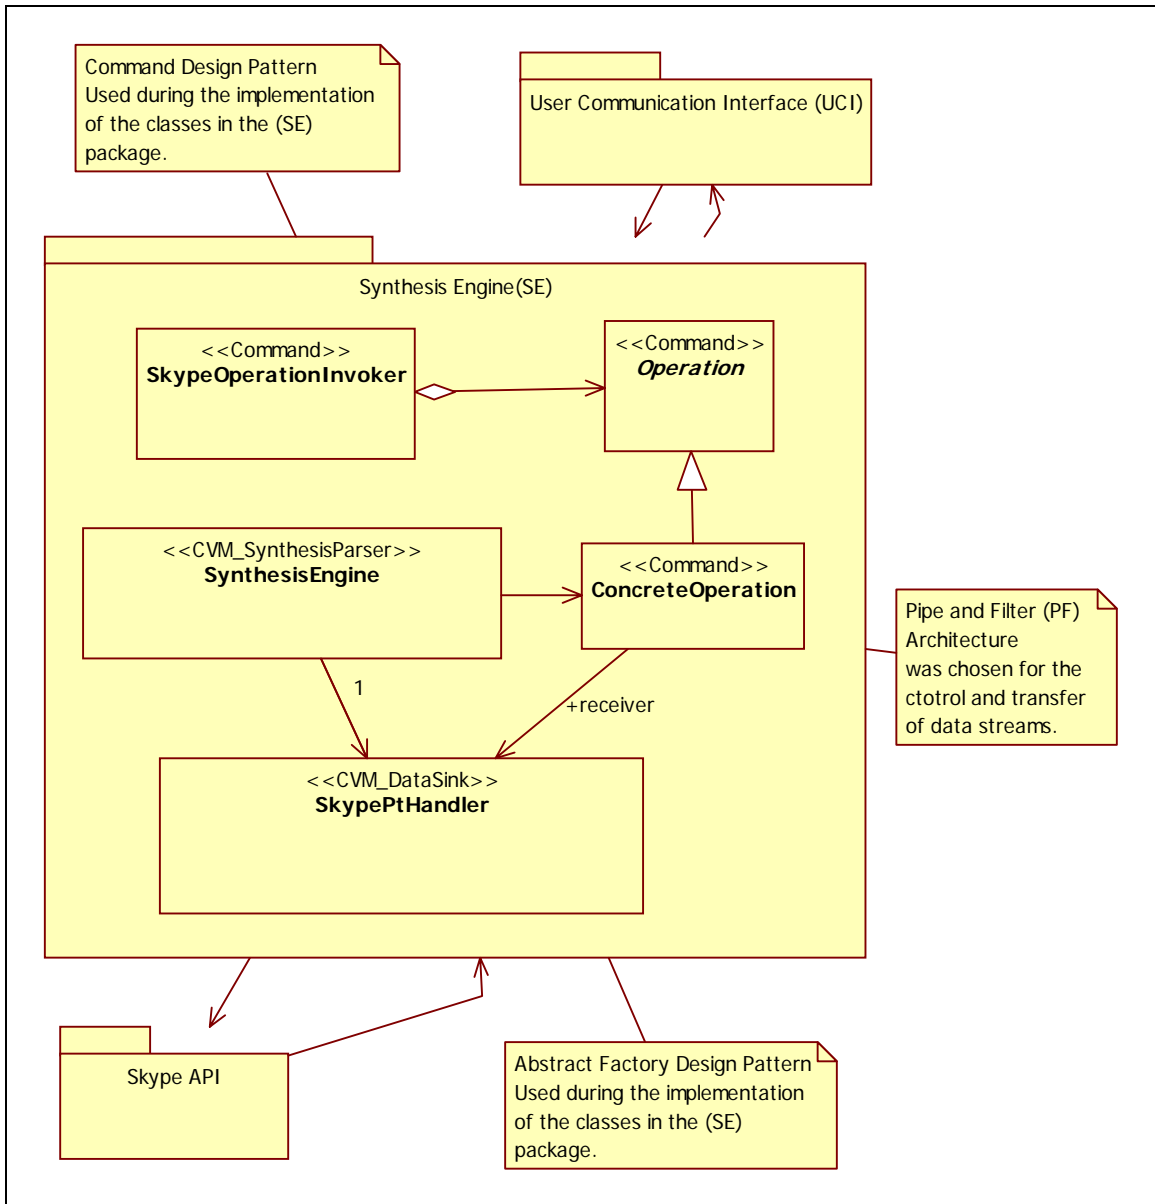 Command Design Pattern
Used during the implementation
of the classes in the (SE)
package.
User Communication Interface (UCI)
Synthesis Engine(SE)
<<Command>>
SkypeOperationInvoker
<<Command>>
Operation
<<CVM_SynthesisParser>>
SynthesisEngine
<<Command>>
ConcreteOperation
Pipe and Filter (PF)
Architecture
was chosen for the
ctotrol and transfer
of data streams.
1
+receiver
<<CVM_DataSink>>
SkypePtHandler
Skype API
Abstract Factory Design Pattern
Used during the implementation
of the classes in the (SE)
package.